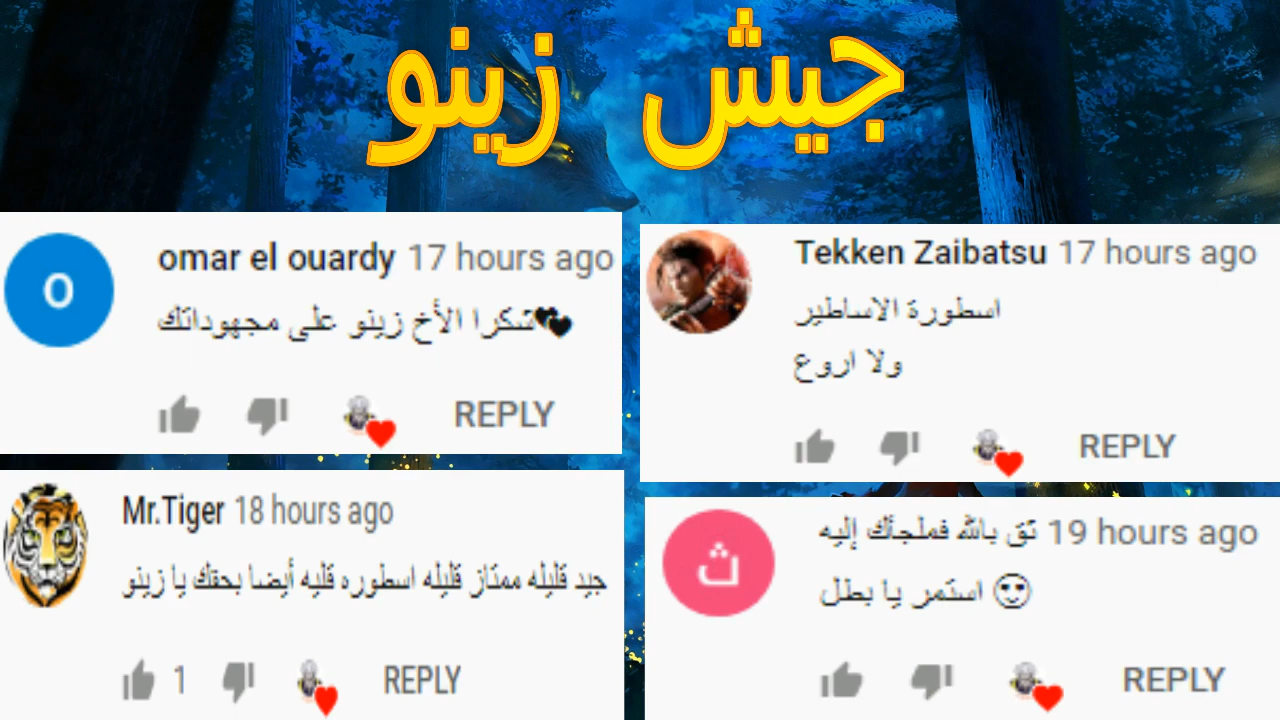 جيش زينو
omar el ouardy 17 hours ago
شكرا الأخ زينو على مجهوداتك🖤🖤
REPLY
Tekken Zaibatsu 17 hours ago
اسطورة الاساطير
ولا اروع
REPLY
Mr.Tiger 18 hours ago
جيد قليله ممتاز قليله اسطوره قليه أيضا بحقك يا زينو
1 REPLY
ثق بالله فملجأك إليه 19 hours ago
استمر يا بطل 😍
REPLY
O
ث